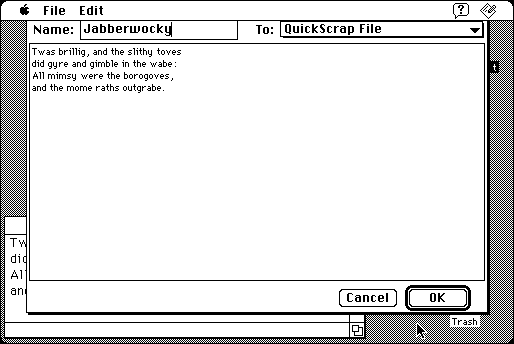 File Edit
Name: Jabberwocky To: QuickScrap File
Twas brillig, and the slithy toves
did gyre and gimble in the wabe:
All mimsy were the borogoves,
and the mome raths outgrabe.
t
Tw
did
All
and
Cancel OK
Trash